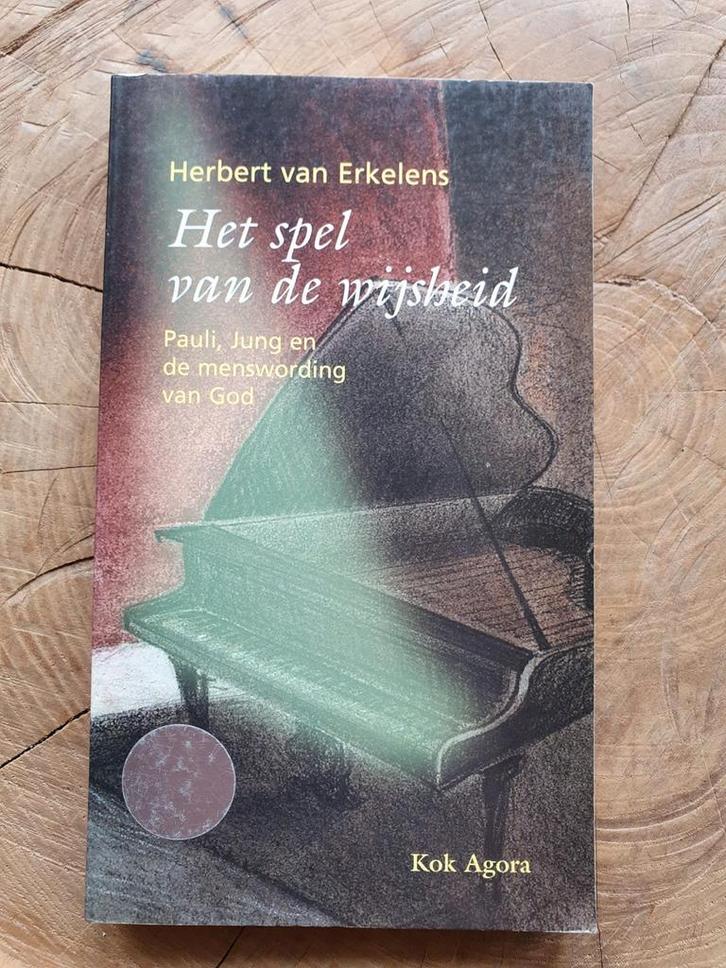 Herbert van Erkelens
Het spel
van de wijsheid
Pauli, Jung en
de menswording
van God
Kok Agora